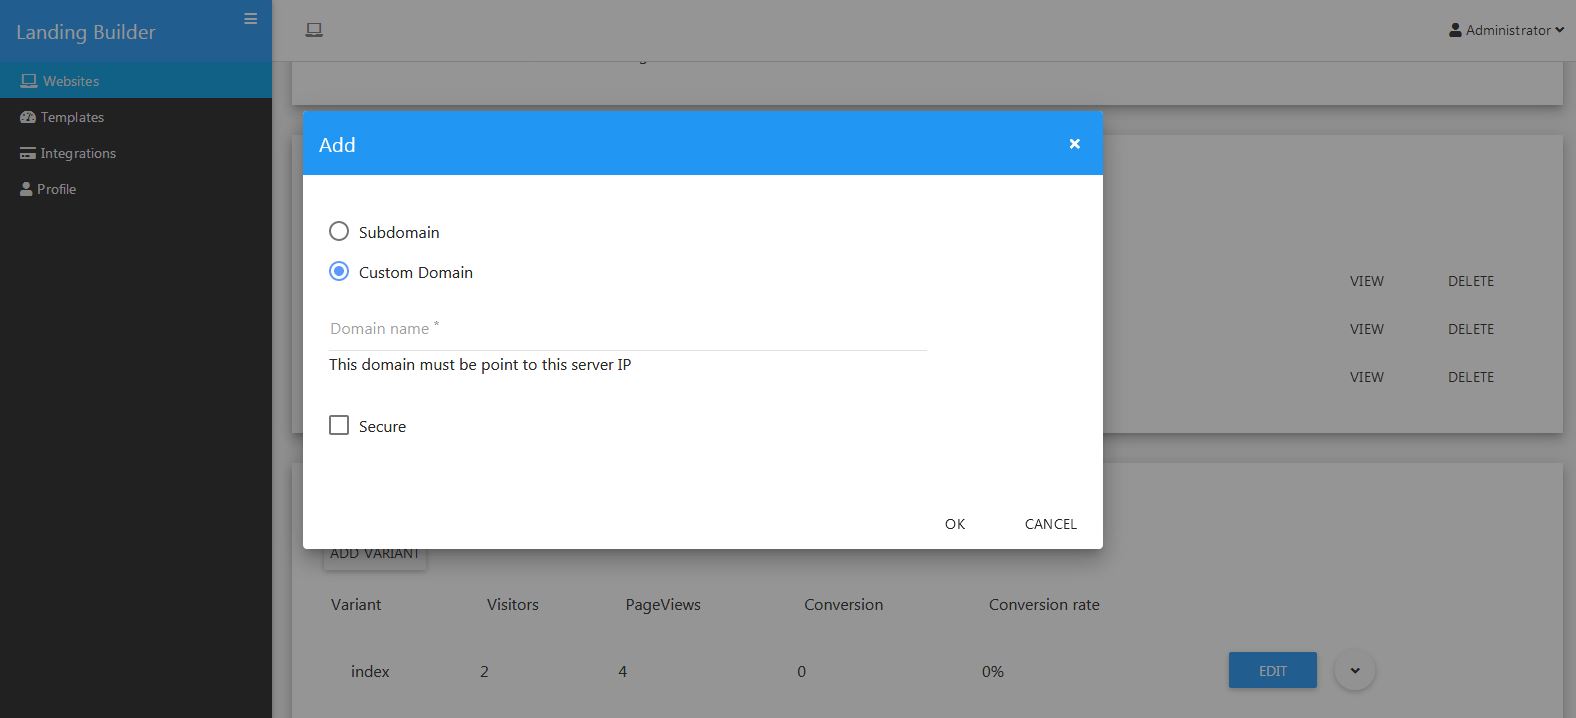 Landing Builder
Administrator
Websites
Templates
Integrations
Profile
Add
Subdomain
Custom Domain
Domain name *
This domain must be point to this server IP
Secure
OK CANCEL
VIEW DELETE
VIEW DELETE
VIEW DELETE
ADD VARIANT
Variant Visitors PageViews Conversion Conversion rate
index 2 4 0 0% EDIT